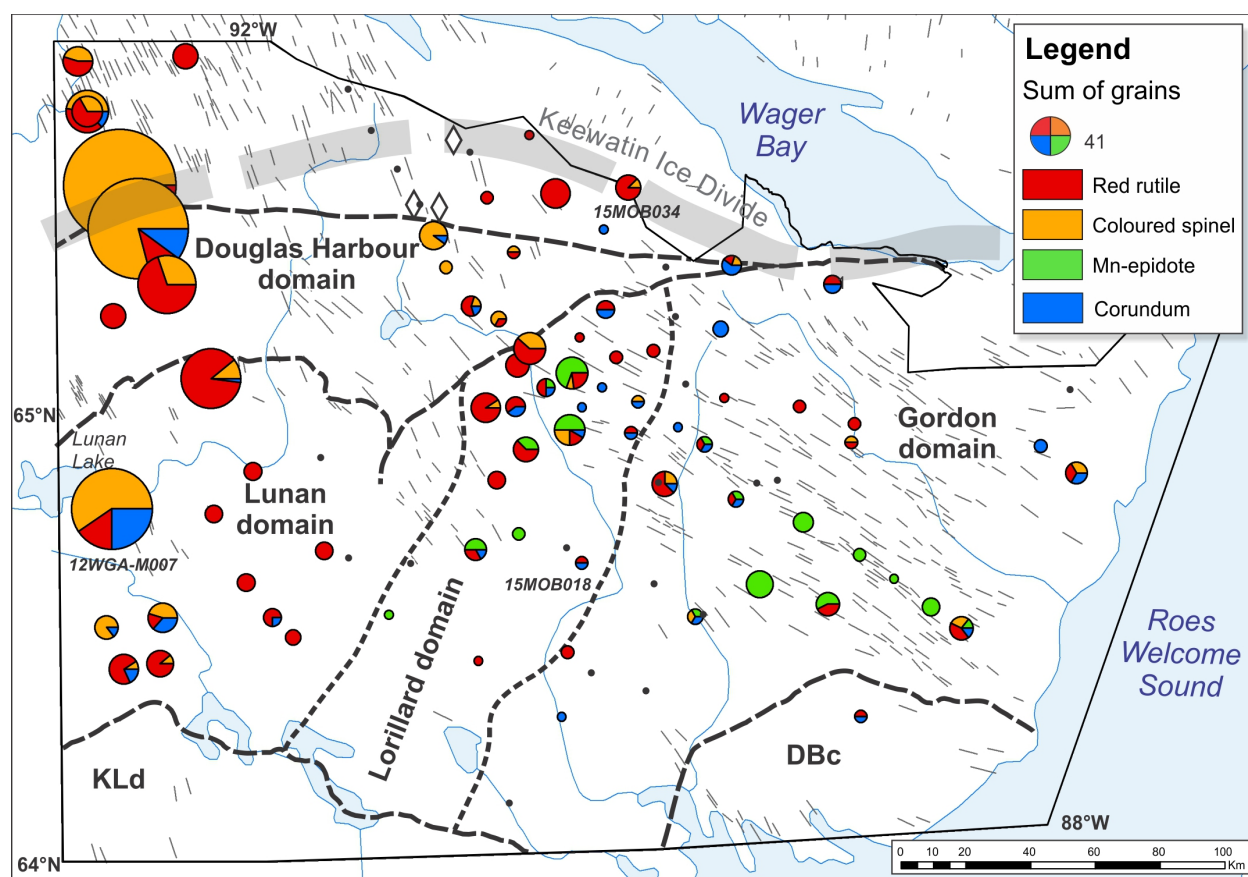 92°W
Legend
Sum of grains
41
Red rutile
Coloured spinel
Mn-epidote
Corundum
Wager
Bay
Keewatin Ice Divide
15MOB034
Douglas Harbour
domain
65°N
Lunan
Lake
Gordon
domain
Lunan
domain
12WGA-M007
15MOB018
Lorillard domain
Roes
Welcome
Sound
DBc
KLd
88°W
64°N
0 10 20 40 60 80 100
Km